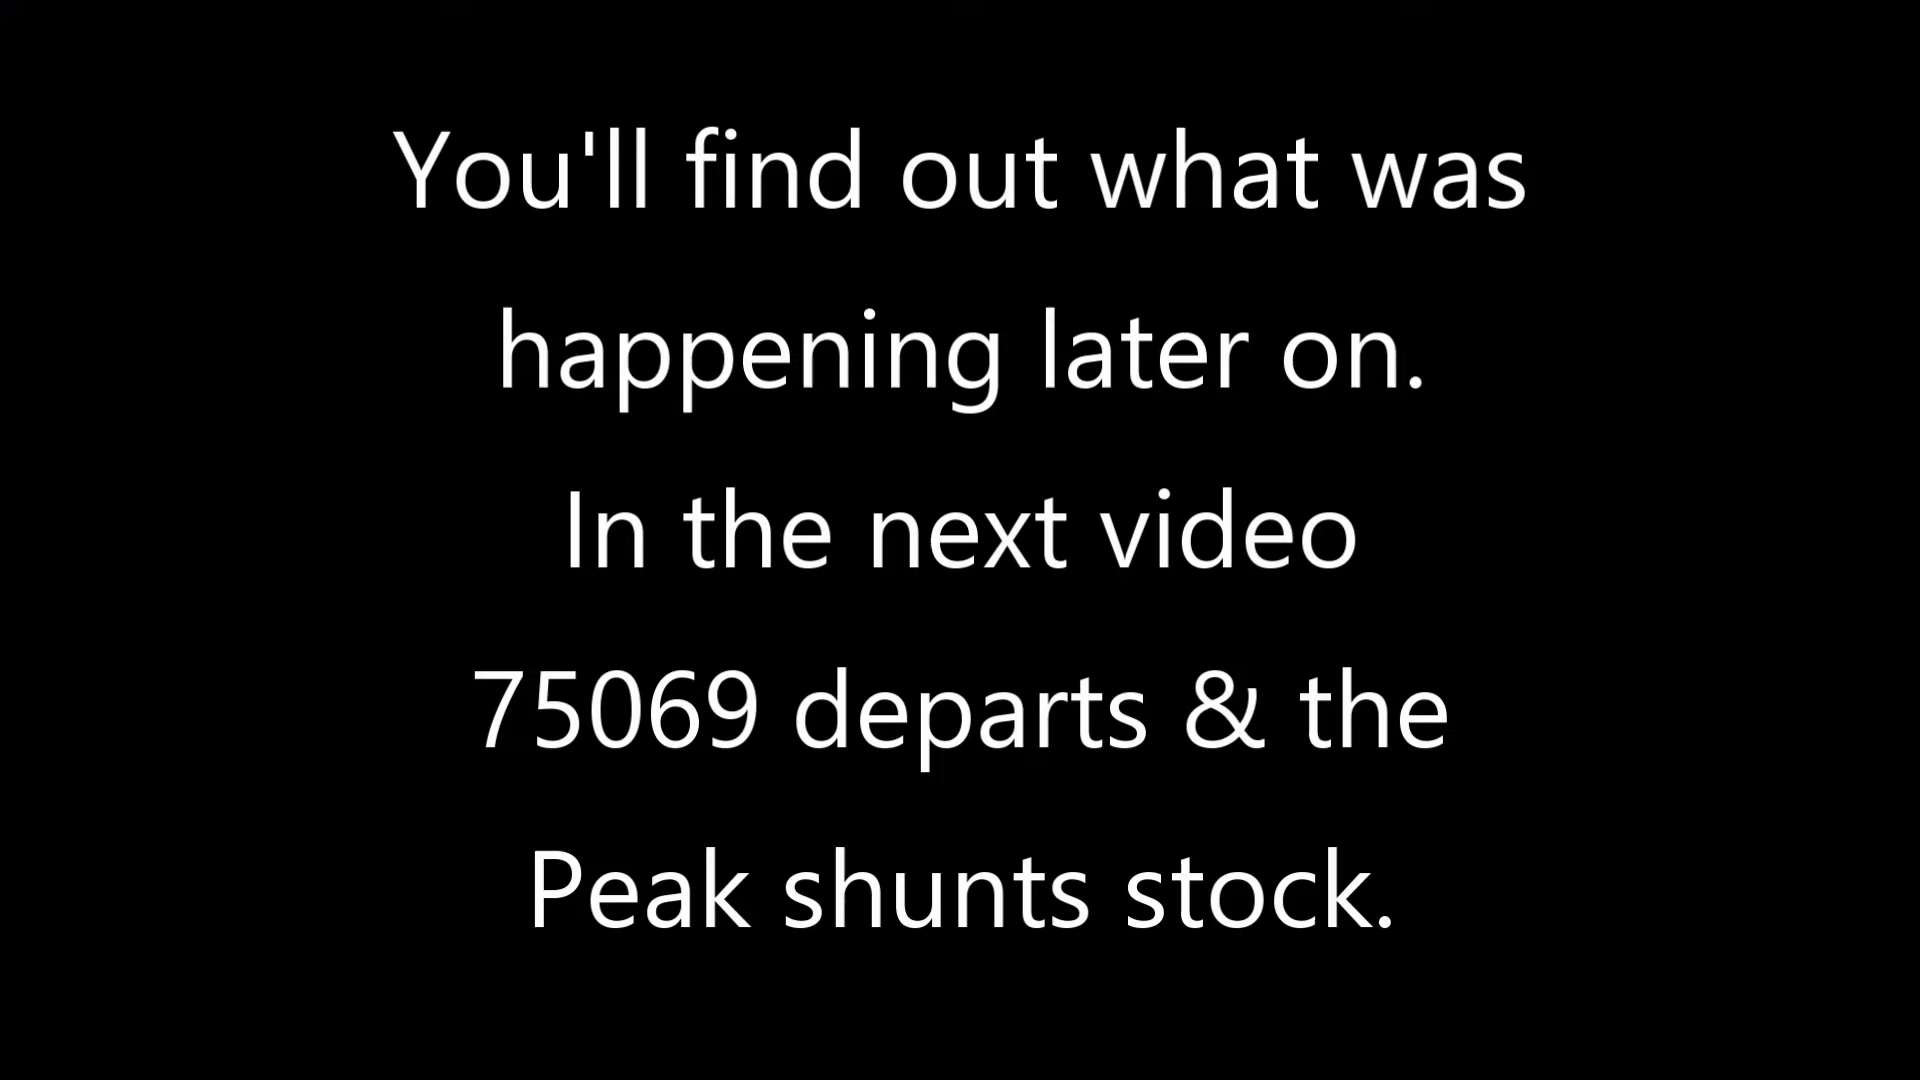 You'll find out what was
happening later on.
In the next video
75069 departs & the
Peak shunts stock.